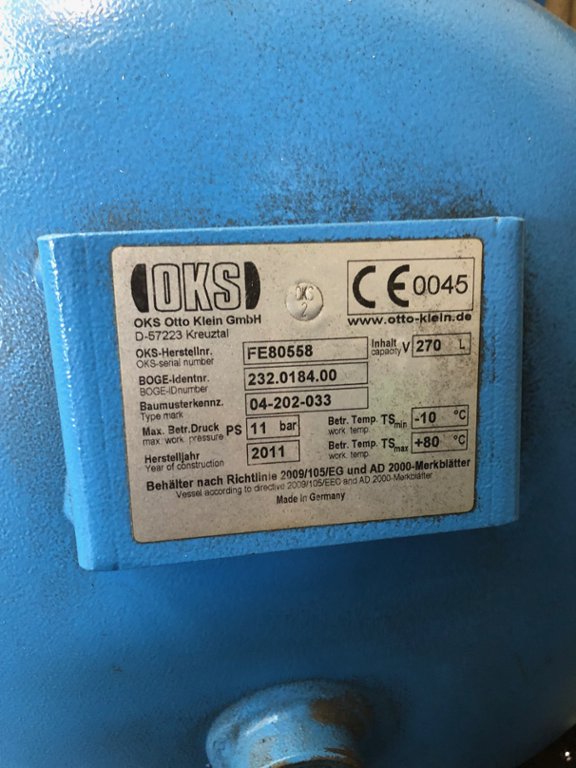 OKS
OKS
2
CE 0045
OKS Otto Klein GmbH
D-57223 Kreuztal
www.otto-klein.de
OKS-Herstellnr.
OKS-serial number
FE80558
Inhalt
capacity
V
270 L
BOGE-Identnr.
BOGE-IDnumber
232.0184.00
Baumusterkennz.
Type mark
04-202-033
Max. Betr.Druck
max. work. pressure
PS
11 bar
Betr. Temp. TSmin
work. temp.
-10 °C
Herstelljahr
Year of construction
2011
Betr. Temp. TSmax
work. temp.
+80 °C
Behälter nach Richtlinie 2009/105/EG und AD 2000-Merkblätter
Vessel according to directive 2009/105/EEC and AD 2000-Merkblätter
Made in Germany